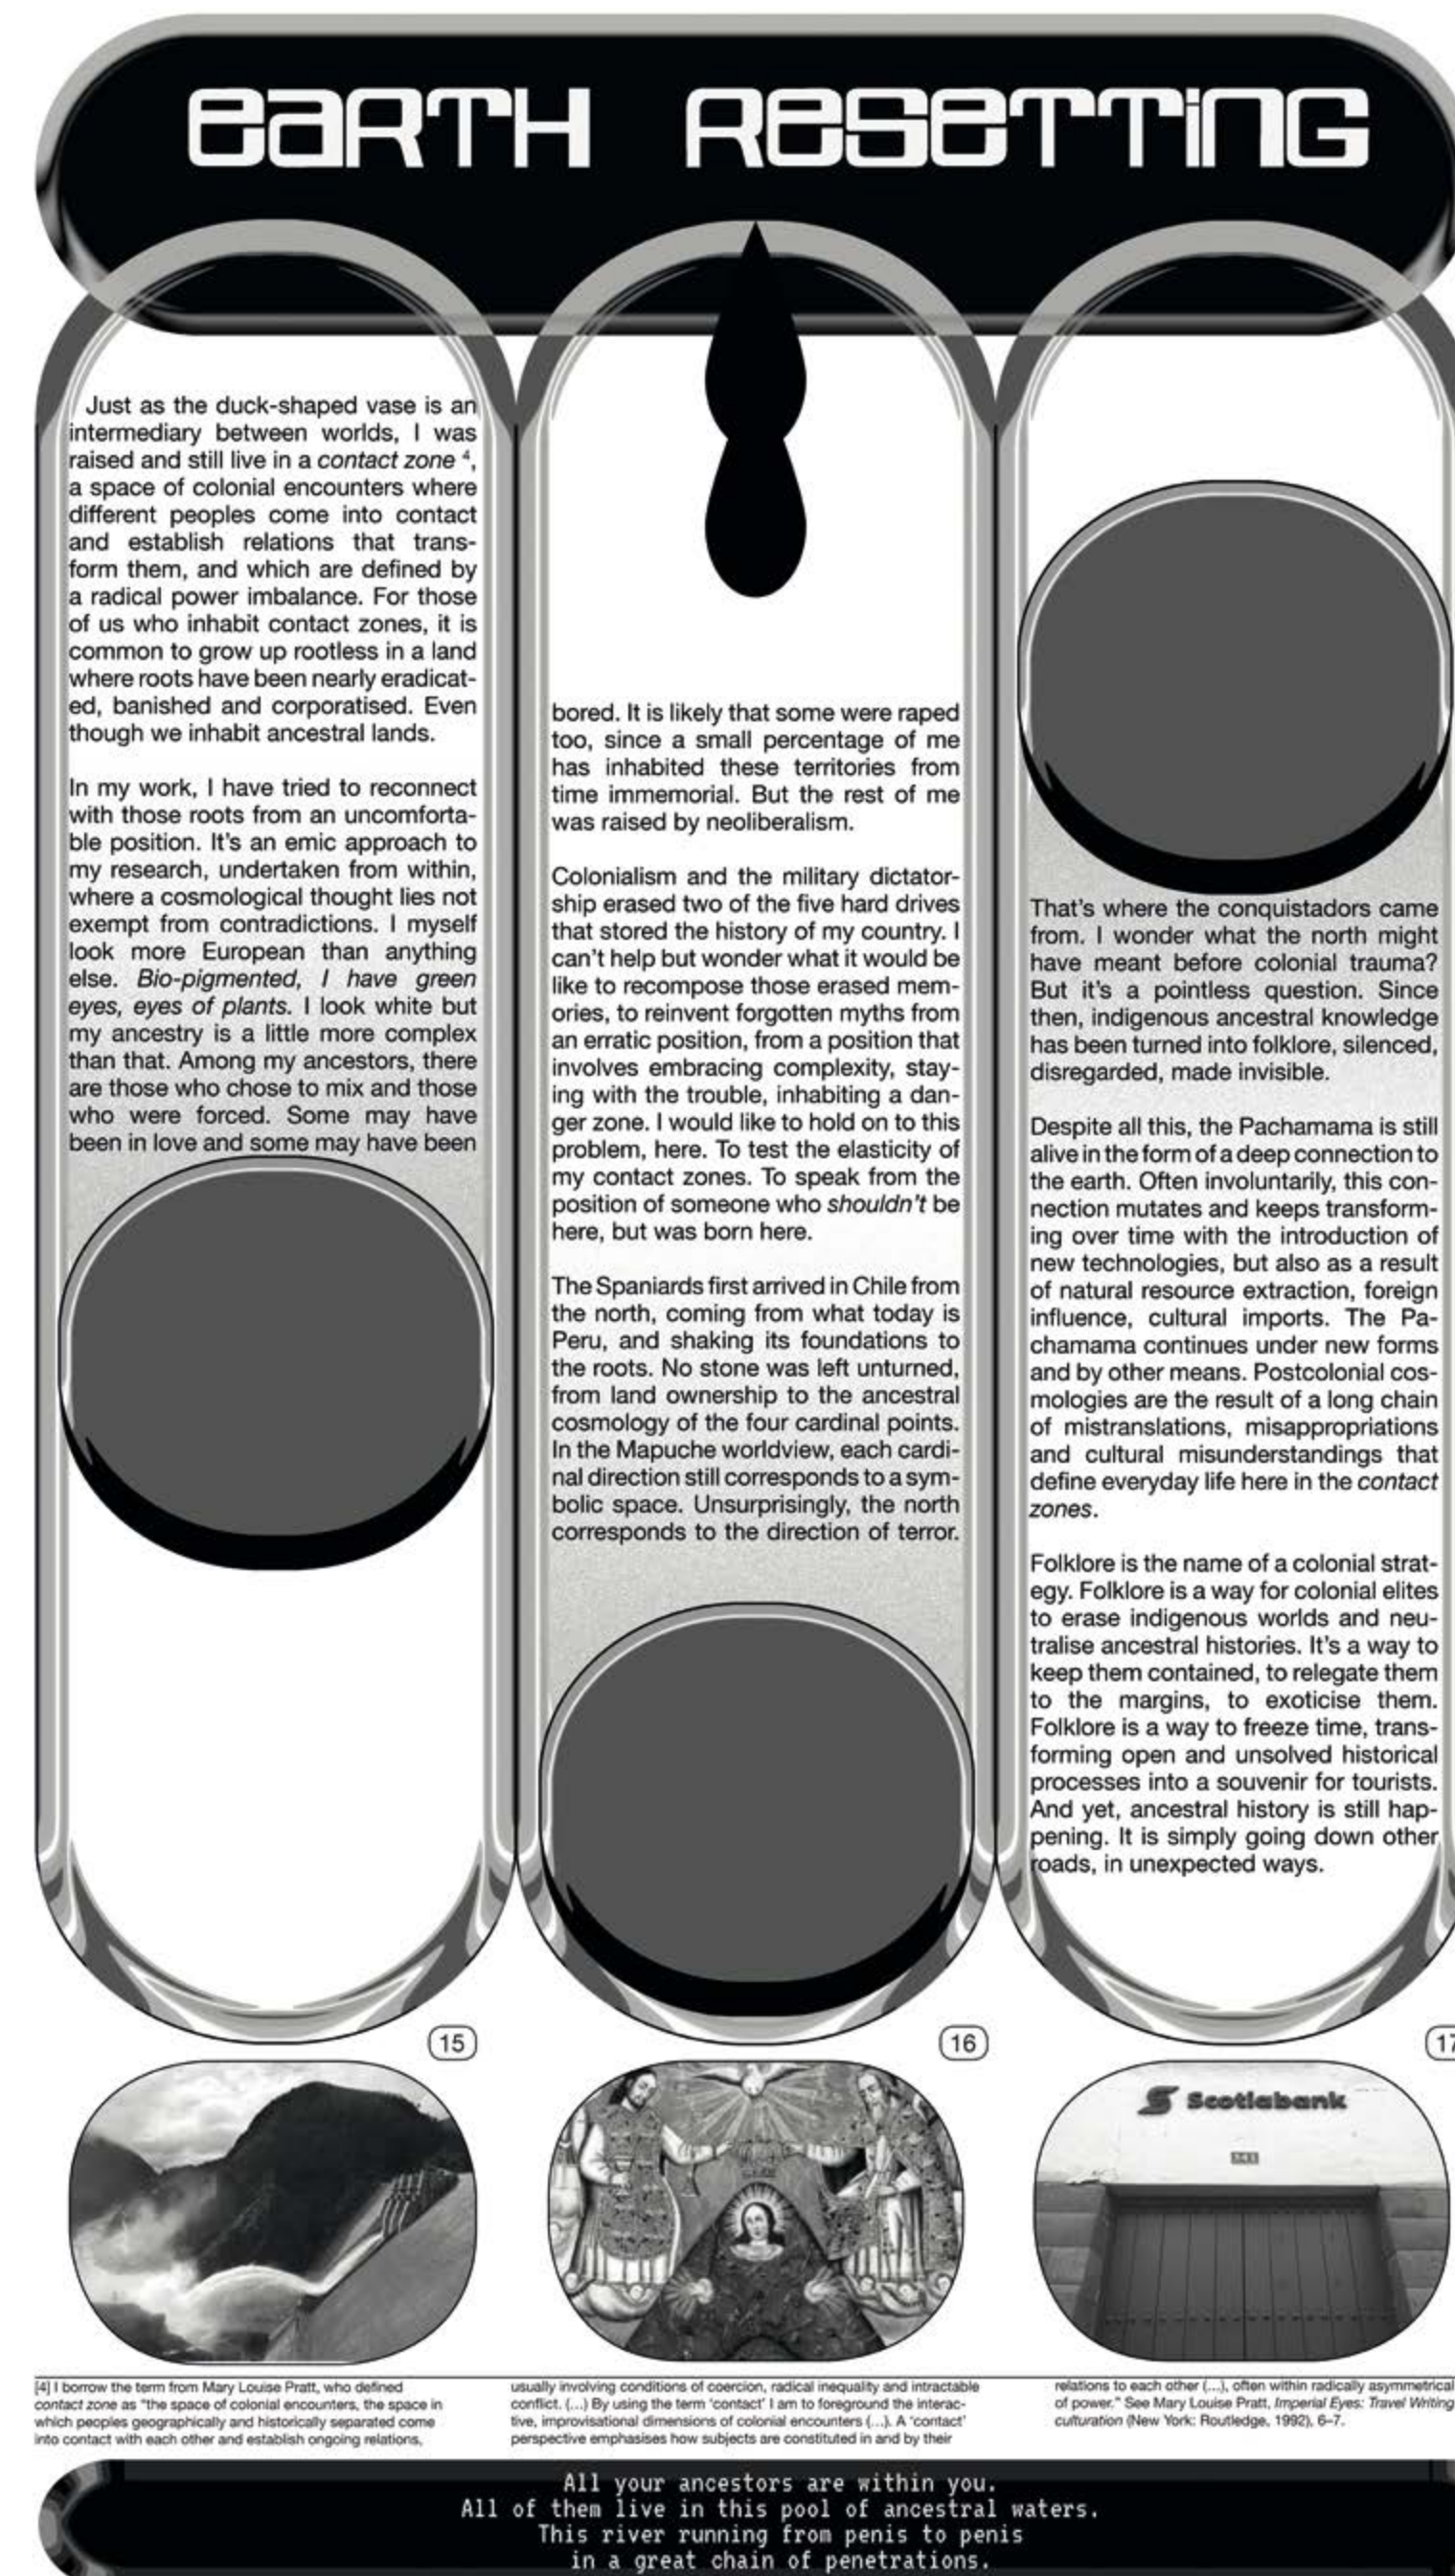 earth resetting
Just as the duck-shaped vase is an
intermediary between worlds, I was
raised and still live in a contact zone 4,
a space of colonial encounters where
different peoples come into contact
and establish relations that trans-
form them, and which are defined by
a radical power imbalance. For those
of us who inhabit contact zones, it is
common to grow up rootless in a land
where roots have been nearly eradicat-
ed, banished and corporatised. Even
though we inhabit ancestral lands.
In my work, I have tried to reconnect
with those roots from an uncomforta-
ble position. It's an emic approach to
my research, undertaken from within,
where a cosmological thought lies not
exempt from contradictions. I myself
look more European than anything
else. Bio-pigmented, I have green
eyes, eyes of plants. I look white but
my ancestry is a little more complex
than that. Among my ancestors, there
are those who chose to mix and those
who were forced. Some may have
been in love and some may have been
bored. It is likely that some were raped
too, since a small percentage of me
has inhabited these territories from
time immemorial. But the rest of me
was raised by neoliberalism.
Colonialism and the military dictator-
ship erased two of the five hard drives
that stored the history of my country. I
can't help but wonder what it would be
like to recompose those erased mem-
ories, to reinvent forgotten myths from
an erratic position, from a position that
involves embracing complexity, stay-
ing with the trouble, inhabiting a dan-
ger zone. I would like to hold on to this
problem, here. To test the elasticity of
my contact zones. To speak from the
position of someone who shouldn't be
here, but was born here.
The Spaniards first arrived in Chile from
the north, coming from what today is
Peru, and shaking its foundations to
the roots. No stone was left unturned,
from land ownership to the ancestral
cosmology of the four cardinal points.
In the Mapuche worldview, each cardi-
nal direction still corresponds to a sym-
bolic space. Unsurprisingly, the north
corresponds to the direction of terror.
That's where the conquistadors came
from. I wonder what the north might
have meant before colonial trauma?
But it's a pointless question. Since
then, indigenous ancestral knowledge
has been turned into folklore, silenced,
disregarded, made invisible.
Despite all this, the Pachamama is still
alive in the form of a deep connection to
the earth. Often involuntarily, this con-
nection mutates and keeps transform-
ing over time with the introduction of
new technologies, but also as a result
of natural resource extraction, foreign
influence, cultural imports. The Pa-
chamama continues under new forms
and by other means. Postcolonial cos-
mologies are the result of a long chain
of mistranslations, misappropriations
and cultural misunderstandings that
define everyday life here in the contact
zones.
Folklore is the name of a colonial strat-
egy. Folklore is a way for colonial elites
to erase indigenous worlds and neu-
tralise ancestral histories. It's a way to
keep them contained, to relegate them
to the margins, to exoticise them.
Folklore is a way to freeze time, trans-
forming open and unsolved historical
processes into a souvenir for tourists.
And yet, ancestral history is still hap-
pening. It is simply going down other
roads, in unexpected ways.
15
16
17
Scotiabank
[4] I borrow the term from Mary Louise Pratt, who defined
contact zone as "the space of colonial encounters, the space in
which peoples geographically and historically separated come
into contact with each other and establish ongoing relations,
usually involving conditions of coercion, radical inequality and intractable
conflict. (...) By using the term 'contact' I am to foreground the interac-
tive, improvisational dimensions of colonial encounters (...). A 'contact'
perspective emphasises how subjects are constituted in and by their
relations to each other (...), often within radically asymmetrical
of power." See Mary Louise Pratt, Imperial Eyes: Travel Writing
culturation (New York: Routledge, 1992), 6–7.
All your ancestors are within you.
All of them live in this pool of ancestral waters.
This river running from penis to penis
in a great chain of penetrations.